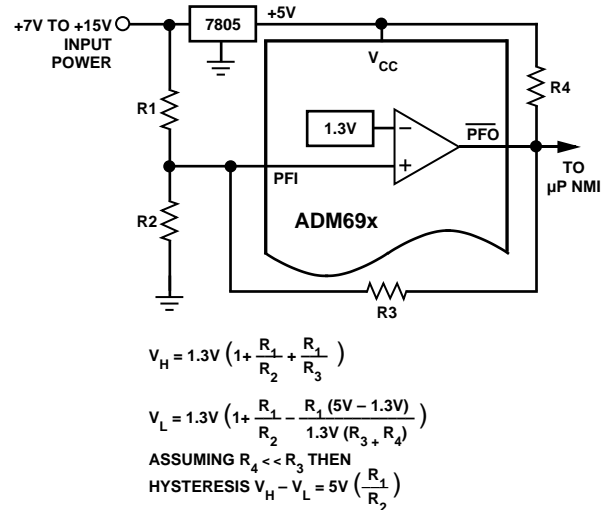 +7V TO +15V
INPUT
POWER
7805
+5V
V_CC
R4
R1
1.3V
−
+
P̅F̅O̅
TO
µP NMI
PFI
R2
ADM69x
R3
V_H = 1.3V (1+ R_1/R_2 + R_1/R_3)
V_L = 1.3V (1+ R_1/R_2 − R_1 (5V – 1.3V)/1.3V (R_3 + R_4))
ASSUMING R_4 << R_3 THEN
HYSTERESIS V_H – V_L = 5V (R_1/R_2)